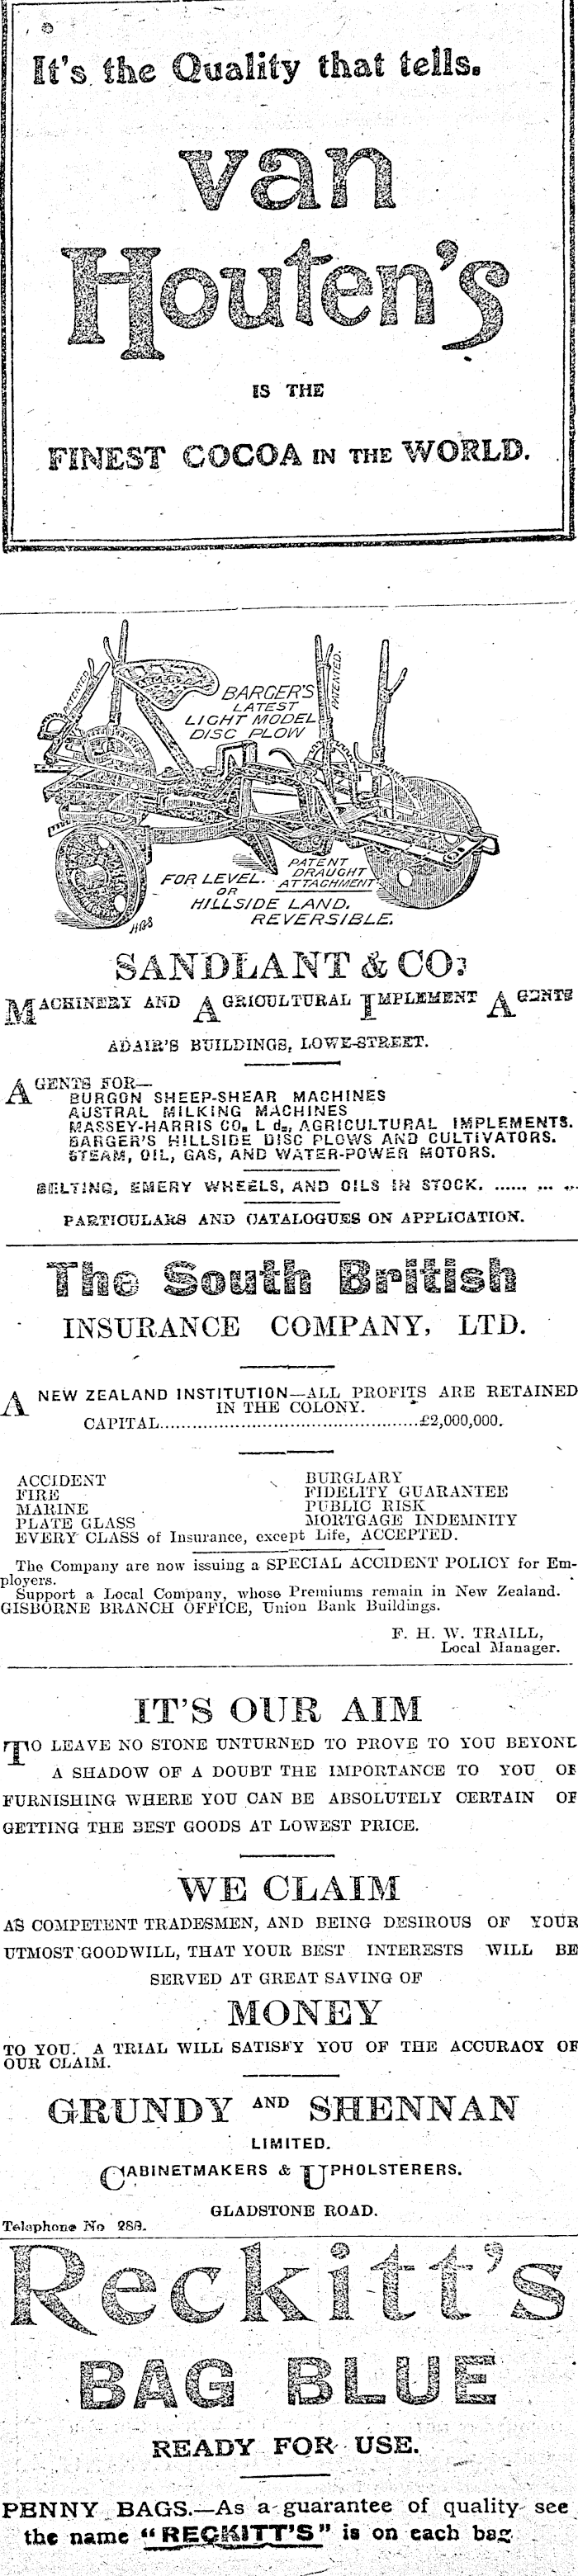 It's the Quality that tells.
van
Houten's
IS THE
FINEST COCOA IN THE WORLD.
PATENTED.
PATENTED.
BARGER'S
LATEST
LIGHT MODEL
DISC PLOW
PATENT
DRAUGHT
ATTACHMENT
FOR LEVEL.
OR
HILLSIDE LAND.
REVERSIBLE.
HGS
SANDLANT & CO.
MACHINERY AND AGRICULTURAL IMPLEMENT AGENTS
ADAIR'S BUILDINGS, LOWE-STREET.
AGENTS FOR—
BURGON SHEEP-SHEAR MACHINES
AUSTRAL MILKING MACHINES
MASSEY-HARRIS CO. L d., AGRICULTURAL IMPLEMENTS.
BARGER'S HILLSIDE DISC PLOWS AND CULTIVATORS.
STEAM, OIL, GAS, AND WATER-POWER MOTORS.
BELTING, EMERY WHEELS, AND OILS IN STOCK. ...... ... ...
PARTICULARS AND CATALOGUES ON APPLICATION.
The South British
INSURANCE COMPANY, LTD.
A NEW ZEALAND INSTITUTION—ALL PROFITS ARE RETAINED
IN THE COLONY.
CAPITAL................................................£2,000,000.
ACCIDENT BURGLARY
FIRE FIDELITY GUARANTEE
MARINE PUBLIC RISK
PLATE GLASS MORTGAGE INDEMNITY
EVERY CLASS of Insurance, except Life, ACCEPTED.
The Company are now issuing a SPECIAL ACCIDENT POLICY for Em-
ployers.
Support a Local Company, whose Premiums remain in New Zealand.
GISBORNE BRANCH OFFICE, Union Bank Buildings.
F. H. W. TRAILL,
Local Manager.
IT'S OUR AIM
TO LEAVE NO STONE UNTURNED TO PROVE TO YOU BEYOND
A SHADOW OF A DOUBT THE IMPORTANCE TO YOU OF
FURNISHING WHERE YOU CAN BE ABSOLUTELY CERTAIN OF
GETTING THE BEST GOODS AT LOWEST PRICE.
WE CLAIM
AS COMPETENT TRADESMEN, AND BEING DESIROUS OF YOUR
UTMOST GOODWILL, THAT YOUR BEST INTERESTS WILL BE
SERVED AT GREAT SAVING OF
MONEY
TO YOU. A TRIAL WILL SATISFY YOU OF THE ACCURACY OF
OUR CLAIM.
GRUNDY AND SHENNAN
LIMITED.
CABINETMAKERS & UPHOLSTERERS.
GLADSTONE ROAD.
Telephone No
Reckitt's
BAG BLUE
READY FOR USE.
PENNY BAGS.—As a guarantee of quality see
the name "RECKITT'S" is on each bag